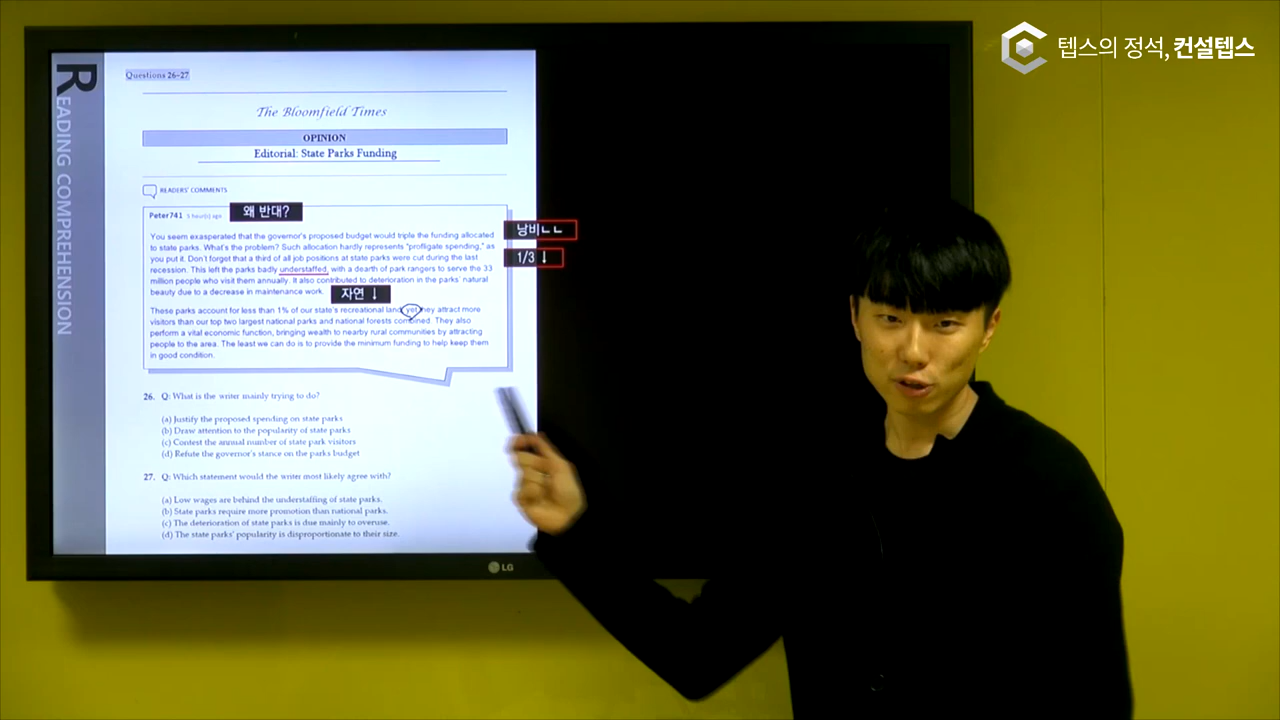 텝스의 정석, 컨설텝스
READING COMPREHENSION
Questions 26-27
The Bloomfield Times
OPINION
Editorial: State Parks Funding
READERS' COMMENTS
Peter741 5 hour(s) ago
왜 반대?
You seem exasperated that the governor's proposed budget would triple the funding allocated
to state parks. What's the problem? Such allocation hardly represents "profligate spending," as
you put it. Don't forget that a third of all job positions at state parks were cut during the last
recession. This left the parks badly understaffed, with a dearth of park rangers to serve the 33
million people who visit them annually. It also contributed to deterioration in the parks' natural
beauty due to a decrease in maintenance work.
낭비ㄴㄴ
1/3 ↓
자연 ↓
These parks account for less than 1% of our state's recreational land, yet they attract more
visitors than our top two largest national parks and national forests combined. They also
perform a vital economic function, bringing wealth to nearby rural communities by attracting
people to the area. The least we can do is to provide the minimum funding to help keep them
in good condition.
26. Q: What is the writer mainly trying to do?
(a) Justify the proposed spending on state parks
(b) Draw attention to the popularity of state parks
(c) Contest the annual number of state park visitors
(d) Refute the governor's stance on the parks budget
27. Q: Which statement would the writer most likely agree with?
(a) Low wages are behind the understaffing of state parks.
(b) State parks require more promotion than national parks.
(c) The deterioration of state parks is due mainly to overuse.
(d) The state parks' popularity is disproportionate to their size.
LG